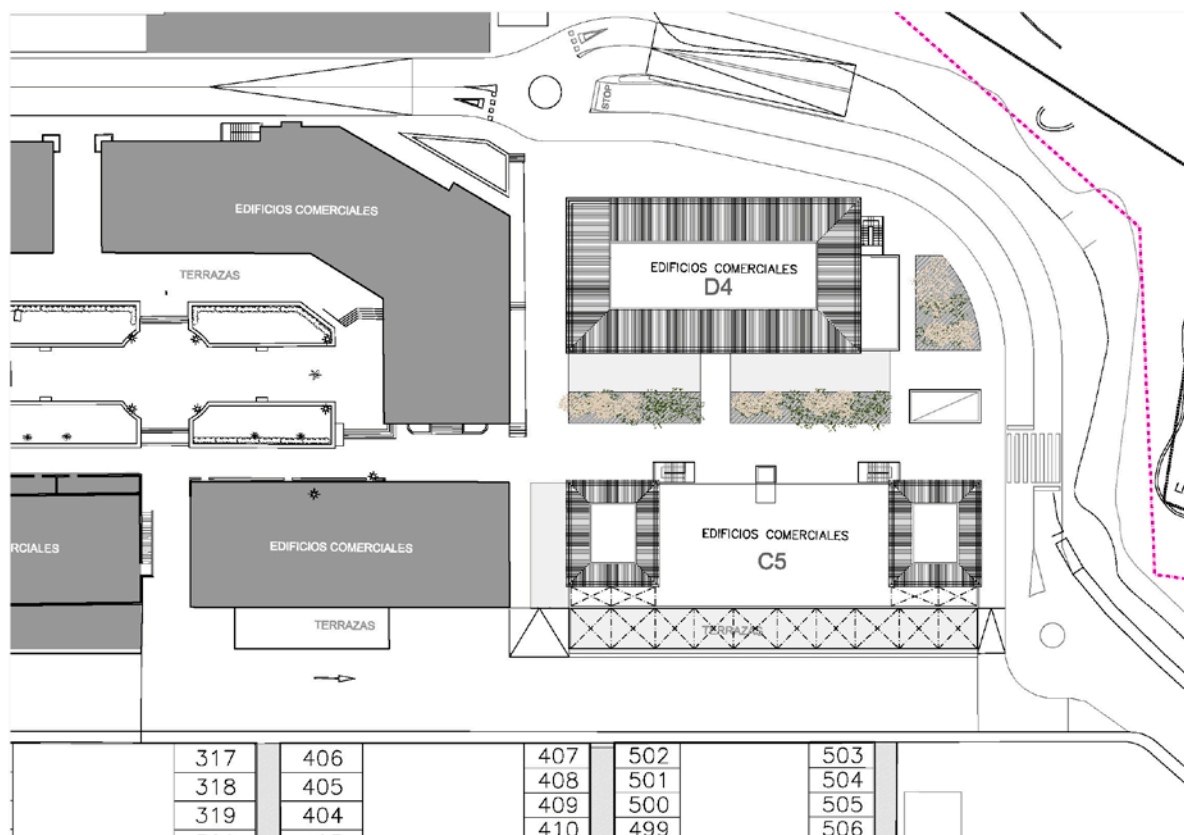 STOP
EDIFICIOS COMERCIALES
TERRAZAS
EDIFICIOS COMERCIALES
D4
EDIFICIOS COMERCIALES
C5
RCIALES
EDIFICIOS COMERCIALES
TERRAZAS
TERRAZAS
317
318
319
406
405
404
407
408
409
410
502
501
500
499
503
504
505
506